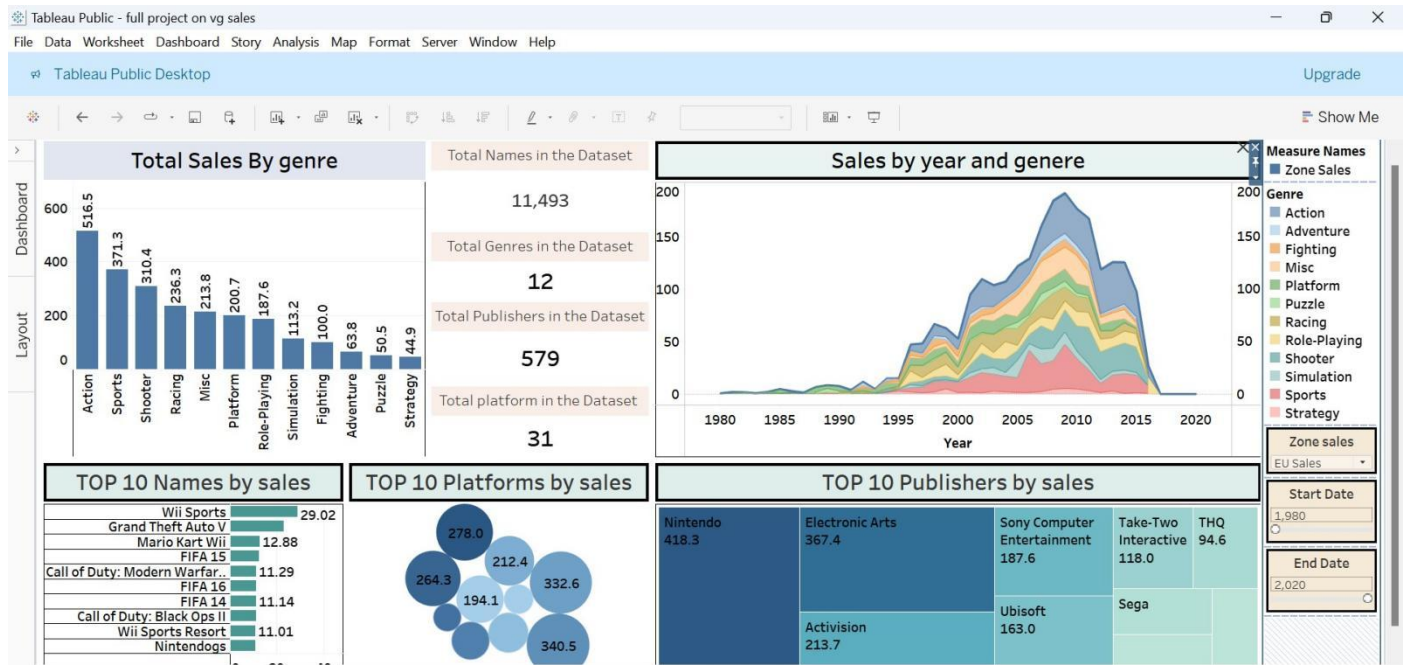 Tableau Public - full project on vg sales
File Data Worksheet Dashboard Story Analysis Map Format Server Window Help
Tableau Public Desktop
Upgrade
Show Me
Dashboard
Layout
Total Sales By genre
600
400
200
0
516.5
371.3
310.4
236.3
213.8
200.7
187.6
113.2
100.0
63.8
50.5
44.9
Action
Sports
Shooter
Racing
Misc
Platform
Role-Playing
Simulation
Fighting
Adventure
Puzzle
Strategy
Total Names in the Dataset
11,493
Total Genres in the Dataset
12
Total Publishers in the Dataset
579
Total platform in the Dataset
31
Sales by year and genere
200
150
100
50
0
200
150
100
50
0
1980 1985 1990 1995 2000 2005 2010 2015 2020
Year
Measure Names
Zone Sales
Genre
Action
Adventure
Fighting
Misc
Platform
Puzzle
Racing
Role-Playing
Shooter
Simulation
Sports
Strategy
Zone sales
EU Sales
Start Date
1,980
End Date
2,020
TOP 10 Names by sales
Wii Sports 29.02
Grand Theft Auto V
Mario Kart Wii 12.88
FIFA 15
Call of Duty: Modern Warfar.. 11.29
FIFA 16
FIFA 14 11.14
Call of Duty: Black Ops II
Wii Sports Resort 11.01
Nintendogs
TOP 10 Platforms by sales
278.0
212.4
264.3
332.6
194.1
340.5
TOP 10 Publishers by sales
Nintendo
418.3
Electronic Arts
367.4
Activision
213.7
Sony Computer
Entertainment
187.6
Ubisoft
163.0
Take-Two
Interactive
118.0
THQ
94.6
Sega